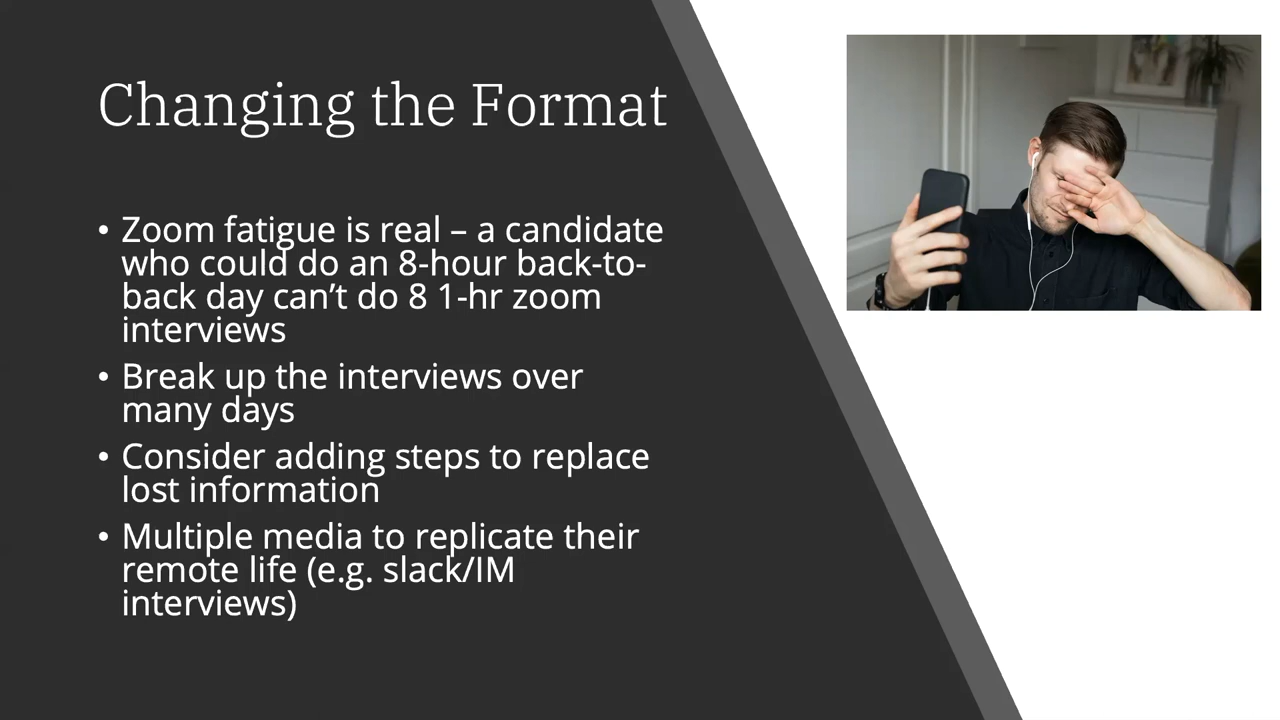 Changing the Format
• Zoom fatigue is real – a candidate
who could do an 8-hour back-to-
back day can’t do 8 1-hr zoom
interviews
• Break up the interviews over
many days
• Consider adding steps to replace
lost information
• Multiple media to replicate their
remote life (e.g. slack/IM
interviews)